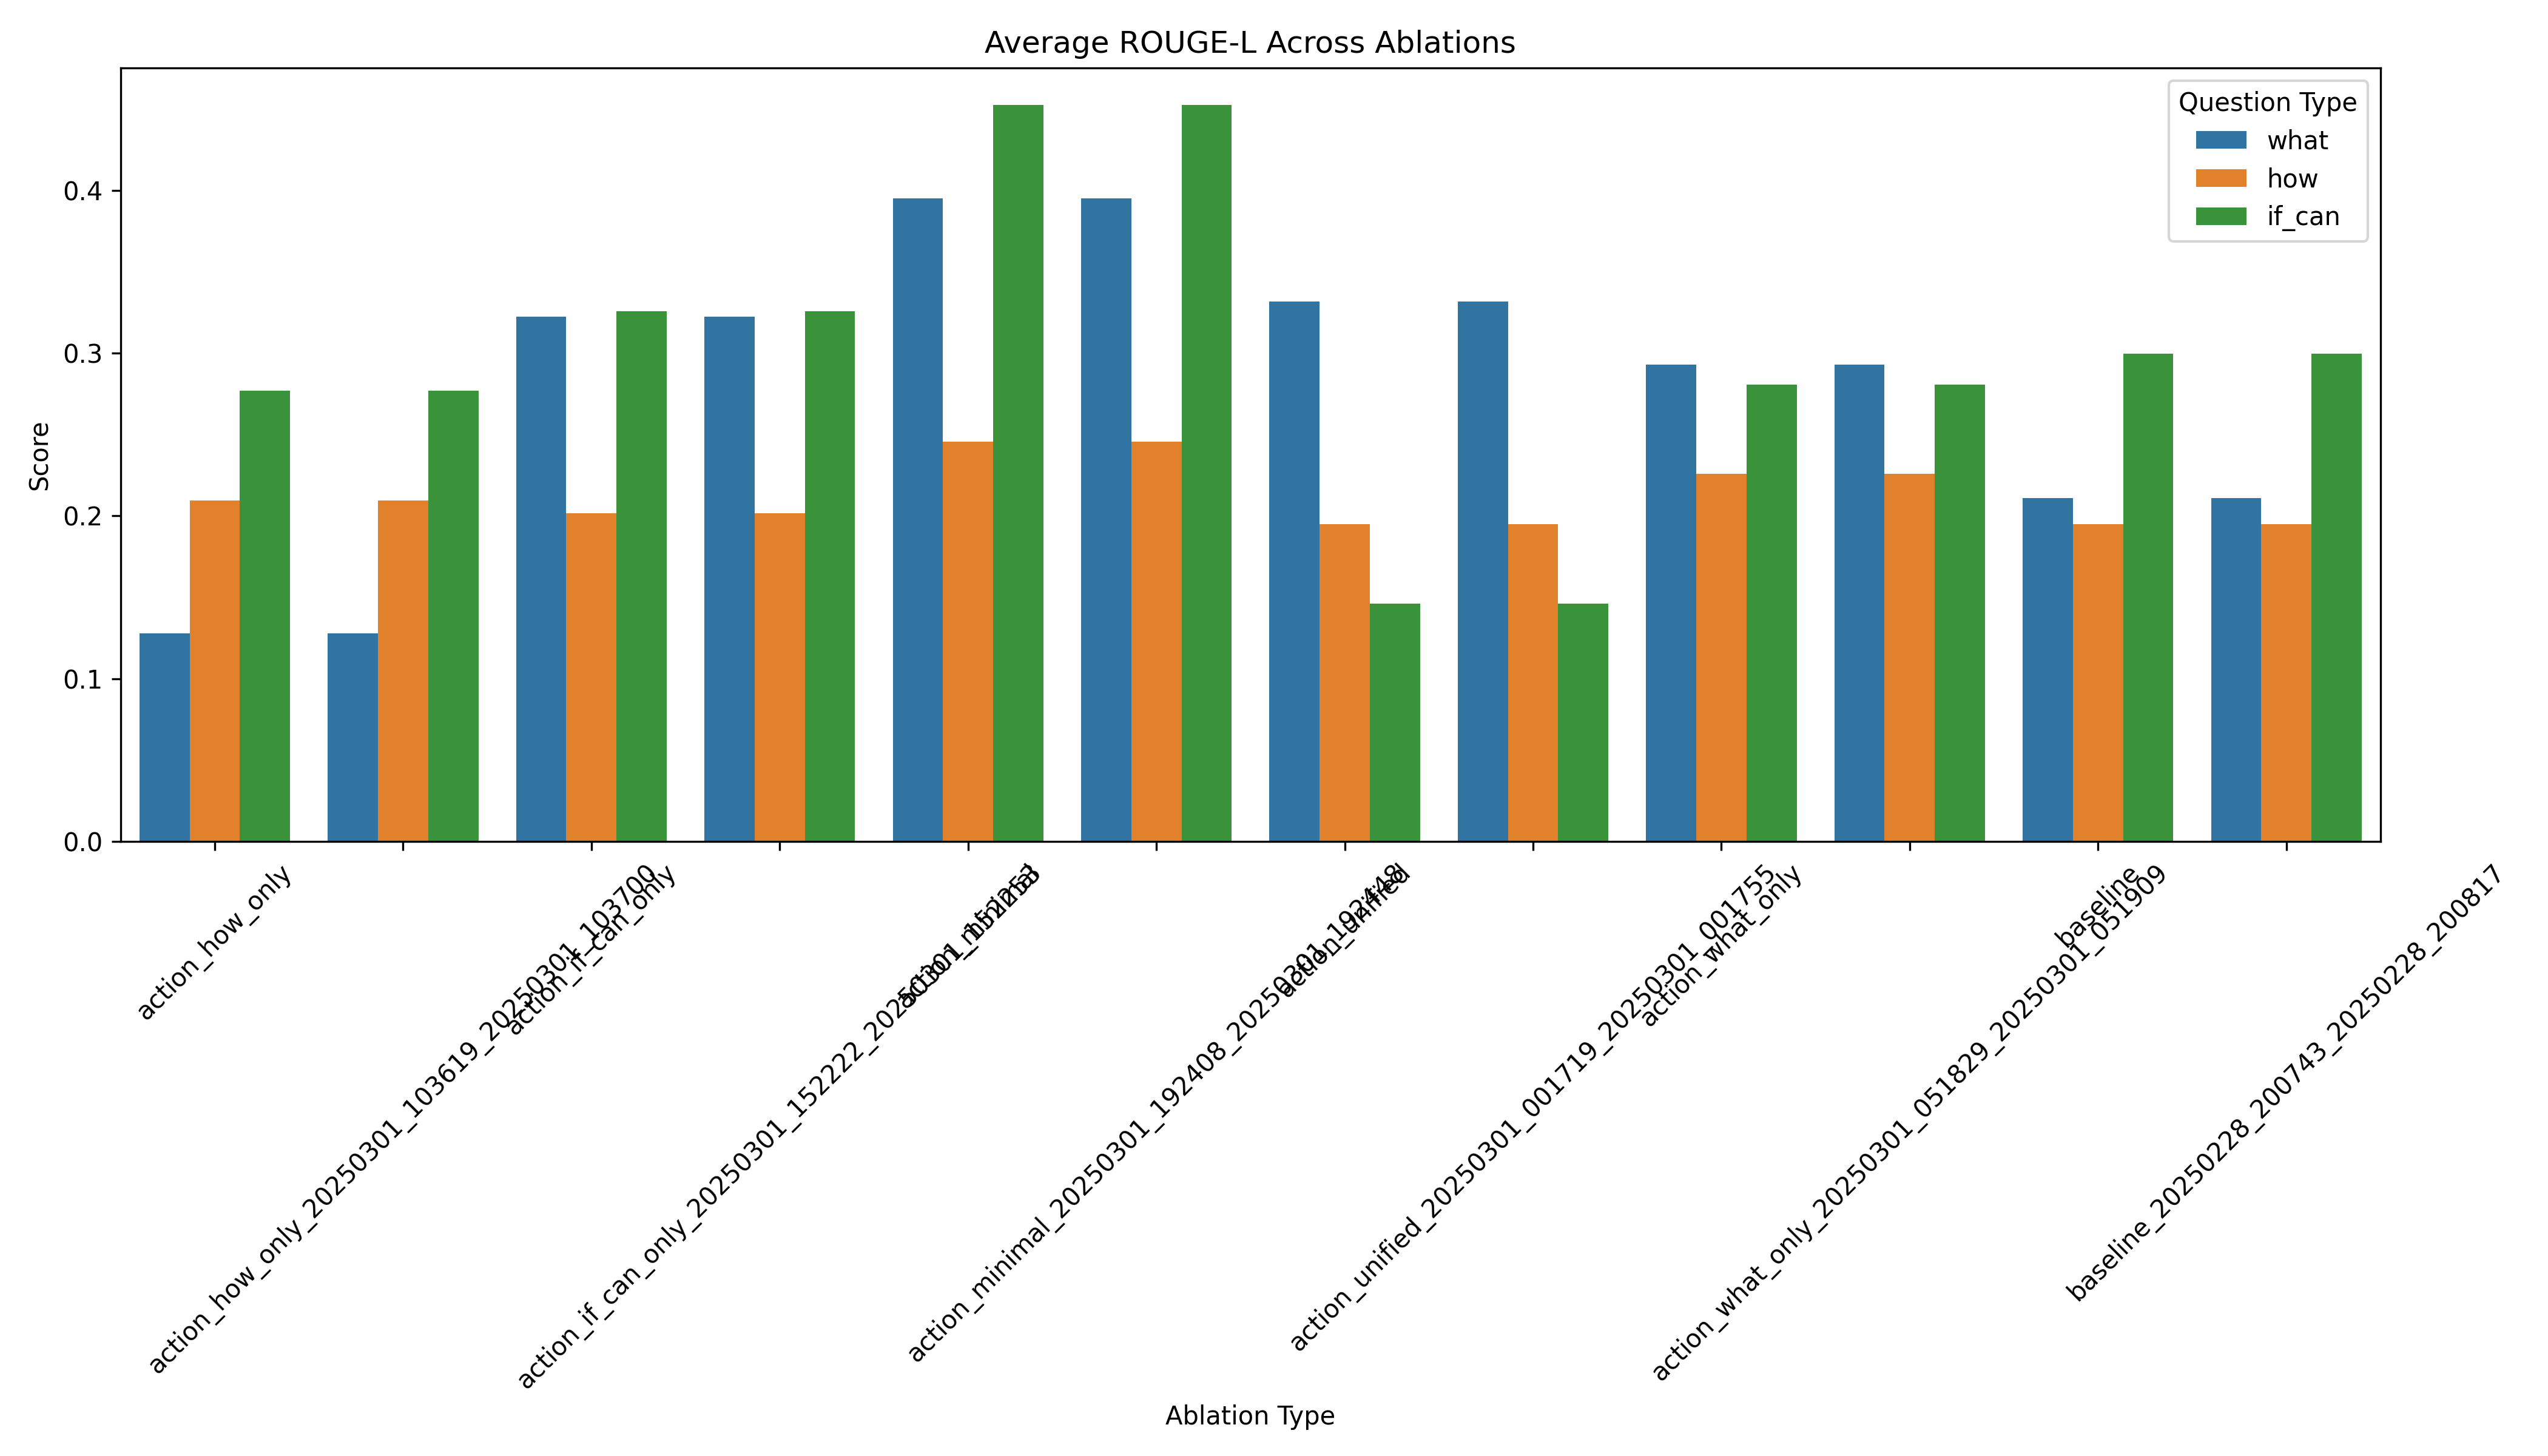 Average ROUGE-L Across Ablations
Question Type
what
how
if_can
Score
0.4
0.3
0.2
0.1
0.0
action_how_only
action_how_only_20250301_103619_20250301_103700
action_if_can_only
action_if_can_only_20250301_152222_20250301_152253
action_minimal
action_minimal_20250301_192408_20250301_192448
action_unified
action_unified_20250301_001719_20250301_001755
action_what_only
action_what_only_20250301_051829_20250301_051909
baseline
baseline_20250228_200743_20250228_200817
Ablation Type